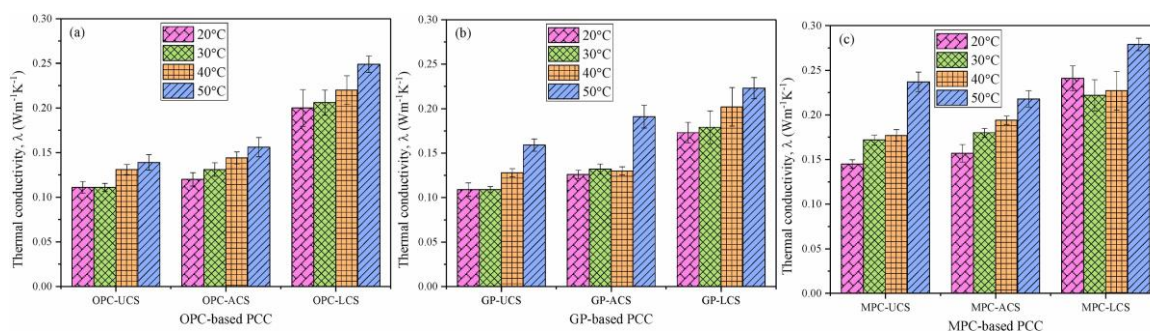 (a)
20°C
30°C
40°C
50°C
0.30
0.25
0.20
0.15
0.10
0.05
0.00
Thermal conductivity, λ (Wm⁻¹K⁻¹)
OPC-UCS OPC-ACS OPC-LCS
OPC-based PCC
(b)
20°C
30°C
40°C
50°C
0.30
0.25
0.20
0.15
0.10
0.05
0.00
Thermal conductivity, λ (Wm⁻¹K⁻¹)
GP-UCS GP-ACS GP-LCS
GP-based PCC
(c)
20°C
30°C
40°C
50°C
0.30
0.25
0.20
0.15
0.10
0.05
0.00
Thermal conductivity, λ (Wm⁻¹K⁻¹)
MPC-UCS MPC-ACS MPC-LCS
MPC-based PCC